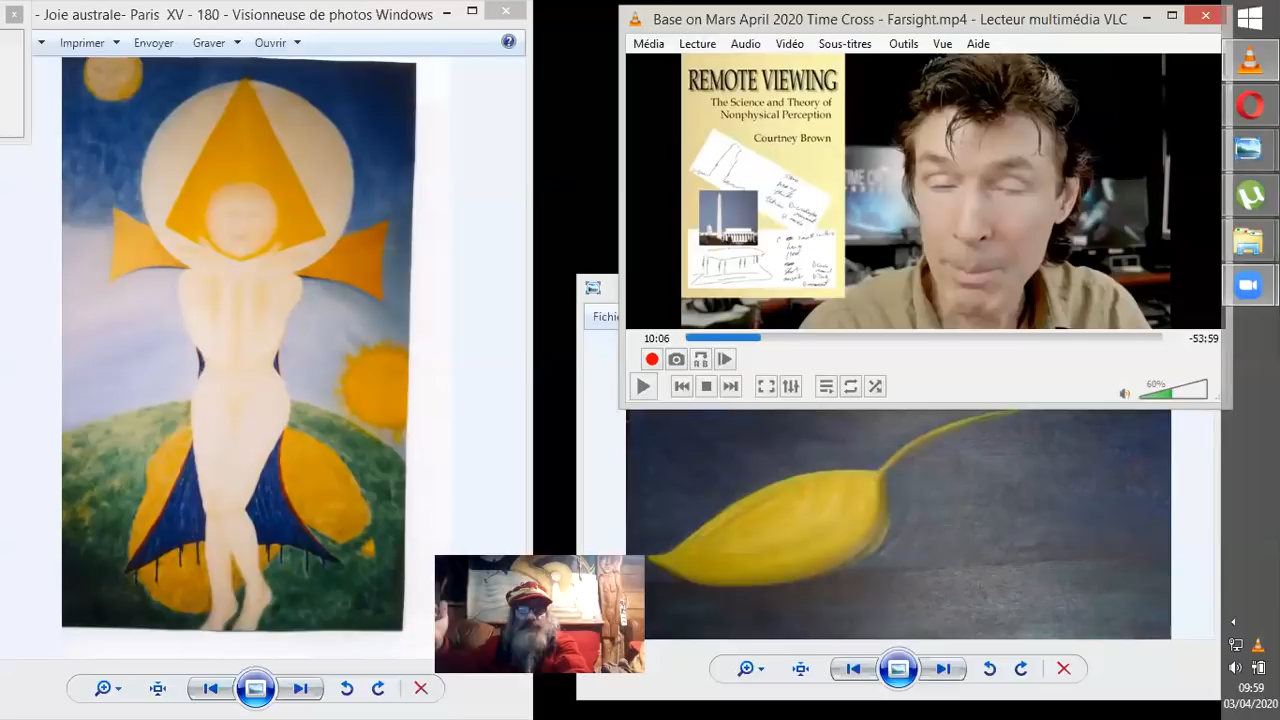 - Joie australe- Paris XV - 180 - Visionneuse de photos Windows
Imprimer
Envoyer
Graver
Ouvrir
Fichie
Base on Mars April 2020 Time Cross - Farsight.mp4 - Lecteur multimédia VLC
Média
Lecture
Audio
Vidéo
Sous-titres
Outils
Vue
Aide
REMOTE VIEWING
The Science and Theory of
Nonphysical Perception
Courtney Brown
10:06
-53:59
60%
09:59
03/04/2020